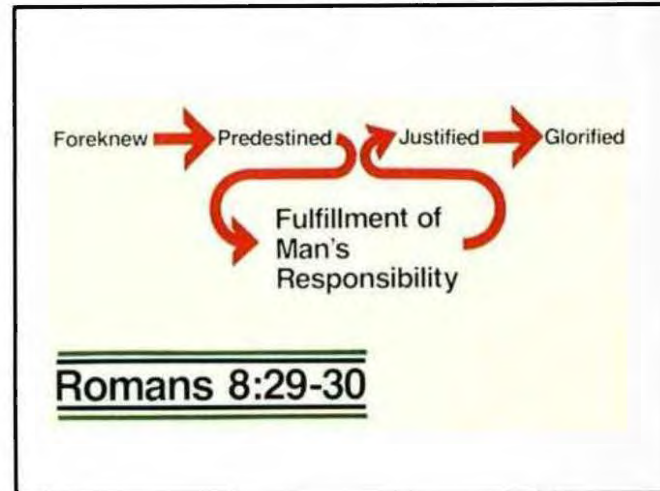 Foreknew Predestined Justified Glorified
Fulfillment of
Man's
Responsibility
Romans 8:29-30